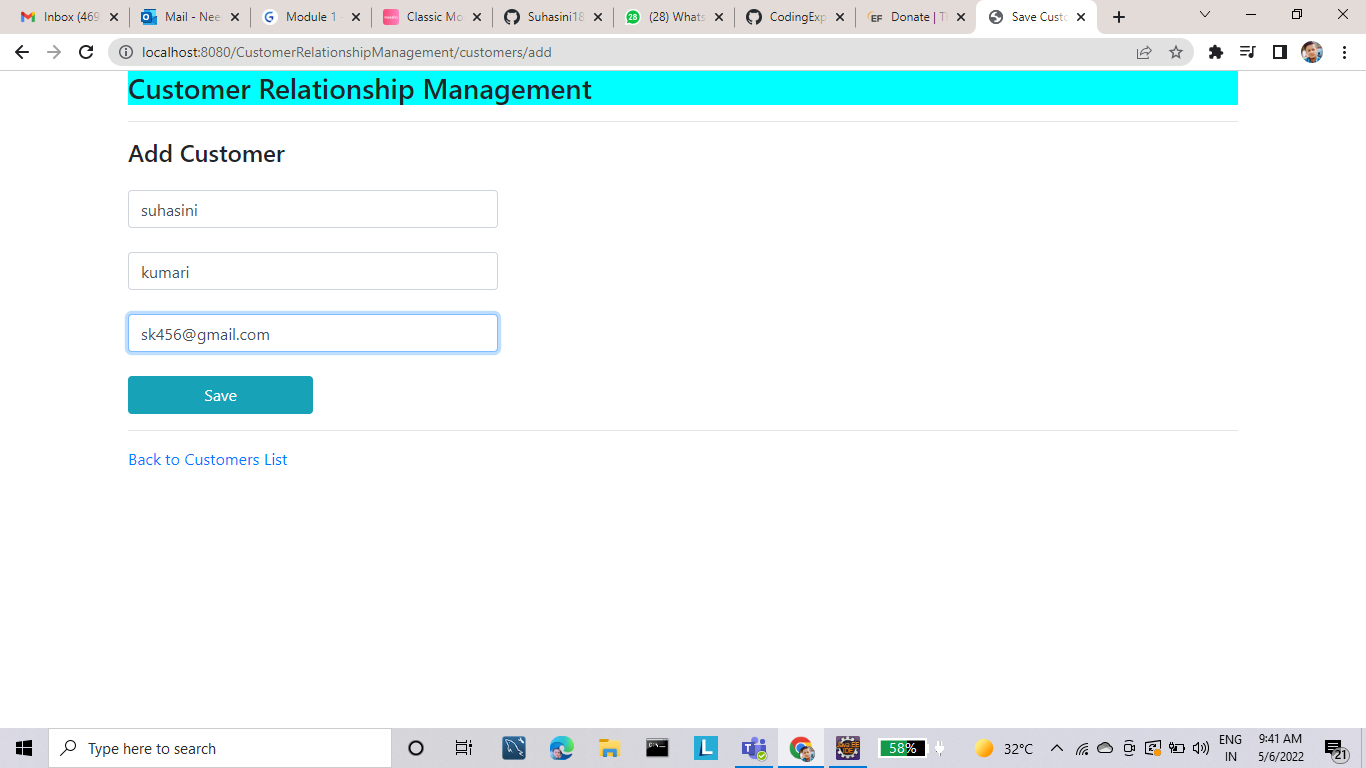 Inbox (469
Mail - Nee
Module 1
Classic Mo
Suhasini18
(28) Whats
CodingExp
Donate | T
Save Custo
localhost:8080/CustomerRelationshipManagement/customers/add
Customer Relationship Management
Add Customer
suhasini
kumari
sk456@gmail.com
Save
Back to Customers List
Type here to search
58%
32°C
ENG
IN
9:41 AM
5/6/2022
21